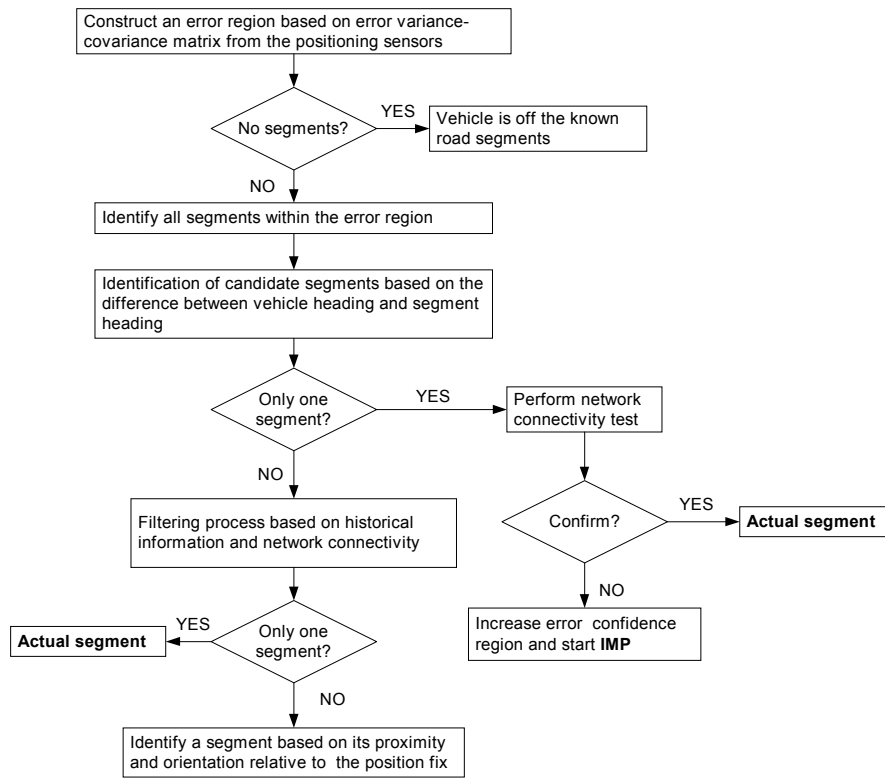 Construct an error region based on error variance-
covariance matrix from the positioning sensors
YES
No segments?
Vehicle is off the known
road segments
NO
Identify all segments within the error region
Identification of candidate segments based on the
difference between vehicle heading and segment
heading
Only one
segment?
YES
Perform network
connectivity test
NO
Filtering process based on historical
information and network connectivity
Confirm?
YES
Actual segment
NO
Increase error confidence
region and start IMP
Only one
segment?
YES
Actual segment
NO
Identify a segment based on its proximity
and orientation relative to the position fix